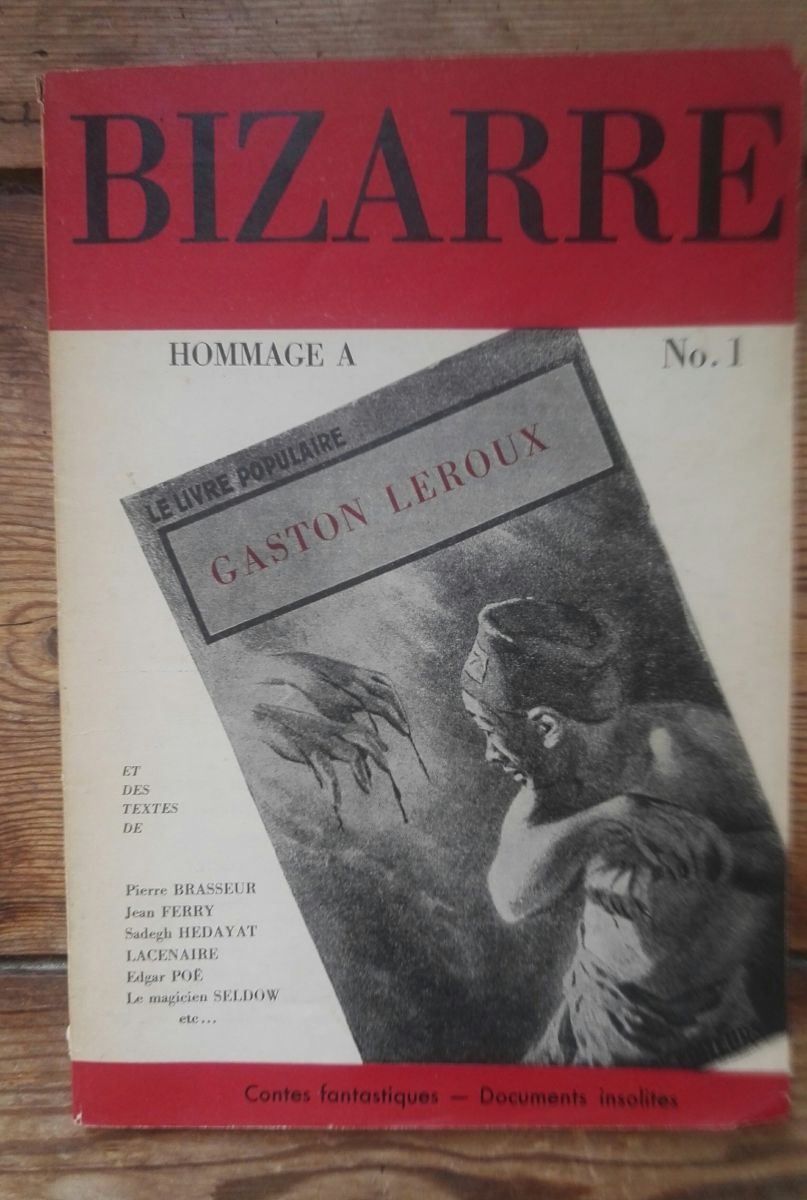 BIZARRE
HOMMAGE A
No. 1
LE LIVRE POPULAIRE
GASTON LEROUX
ET
DES
TEXTES
DE
Pierre BRASSEUR
Jean FERRY
Sadegh HEDAYAT
LACENAIRE
Edgar POË
Le magicien SELDOW
etc...
Contes fantastiques — Documents insolites